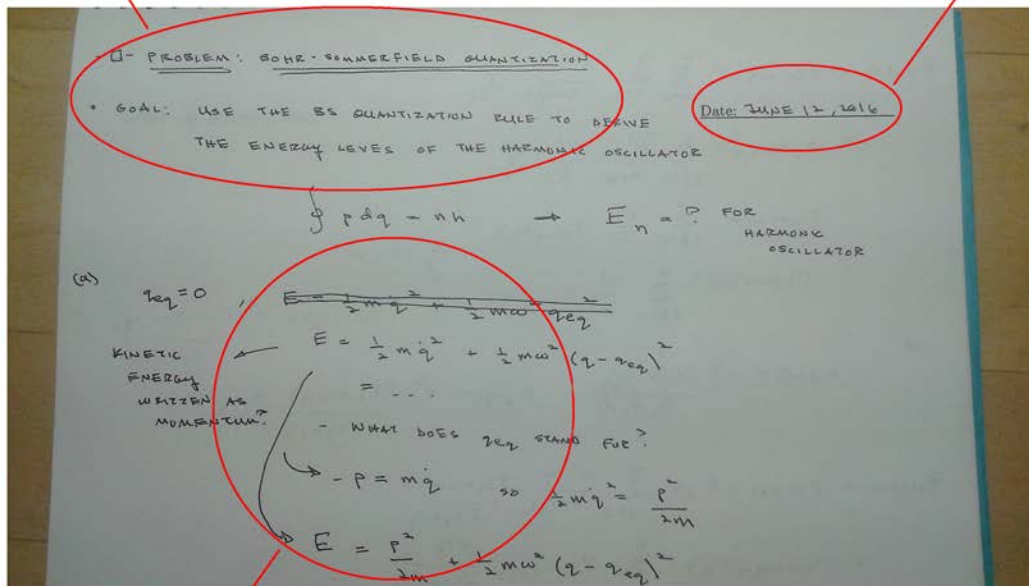 -□- PROBLEM: BOHR-SOMMERFIELD QUANTIZATION
• GOAL: USE THE BS QUANTIZATION RULE TO DERIVE
THE ENERGY LEVES OF THE HARMONIC OSCILLATOR
Date: JUNE 12, 2016
∮ p dq = nh → E_n = ? FOR
HARMONIC
OSCILLATOR
(a)
q_eq = 0 , E = 1/2 m q̇² + 1/2 mω² q_eq²
E = 1/2 m q̇² + 1/2 mω² (q - q_eq)²
KINETIC
ENERGY
WRITTEN AS
MOMENTUM?
= ....
- WHAT DOES q_eq STAND FOR?
- p = m q̇ so 1/2 m q̇² = p²/2m
E = p²/2m + 1/2 mω² (q - q_eq)²